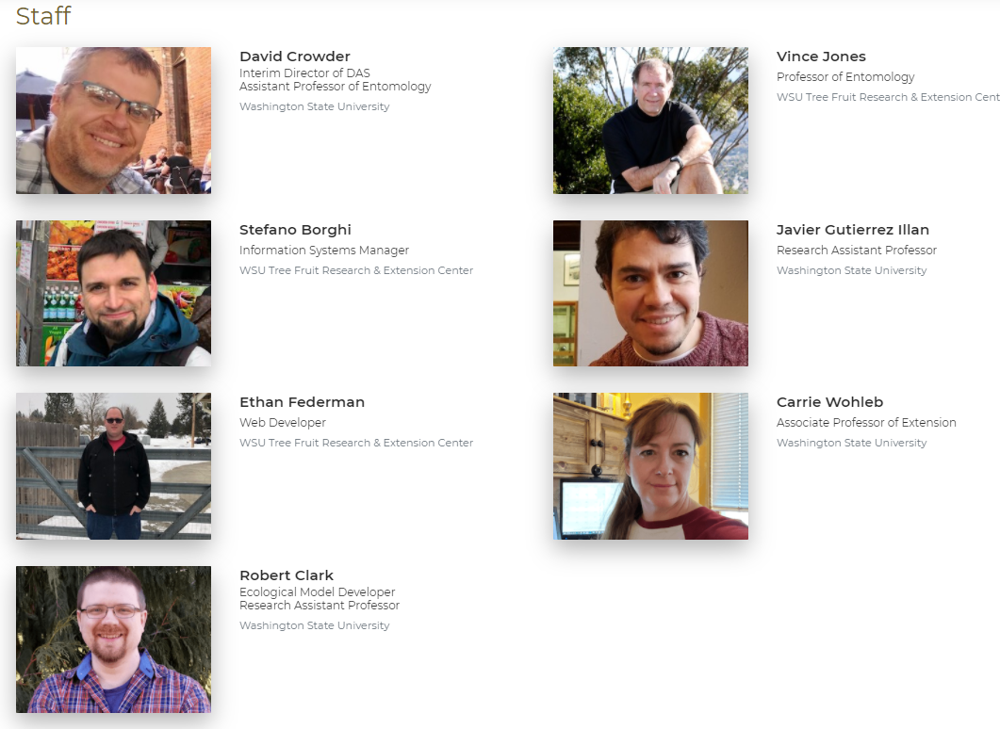 Staff
David Crowder
Interim Director of DAS
Assistant Professor of Entomology
Washington State University
Vince Jones
Professor of Entomology
WSU Tree Fruit Research & Extension Cent
Stefano Borghi
Information Systems Manager
WSU Tree Fruit Research & Extension Center
Javier Gutierrez Illan
Research Assistant Professor
Washington State University
Ethan Federman
Web Developer
WSU Tree Fruit Research & Extension Center
Carrie Wohleb
Associate Professor of Extension
Washington State University
Robert Clark
Ecological Model Developer
Research Assistant Professor
Washington State University